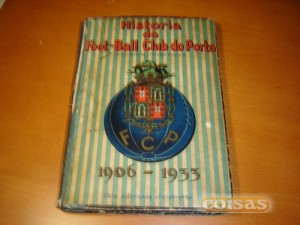 Historia
do
Foot-Ball Club do Porto
F C P
1906 - 1933
coisas